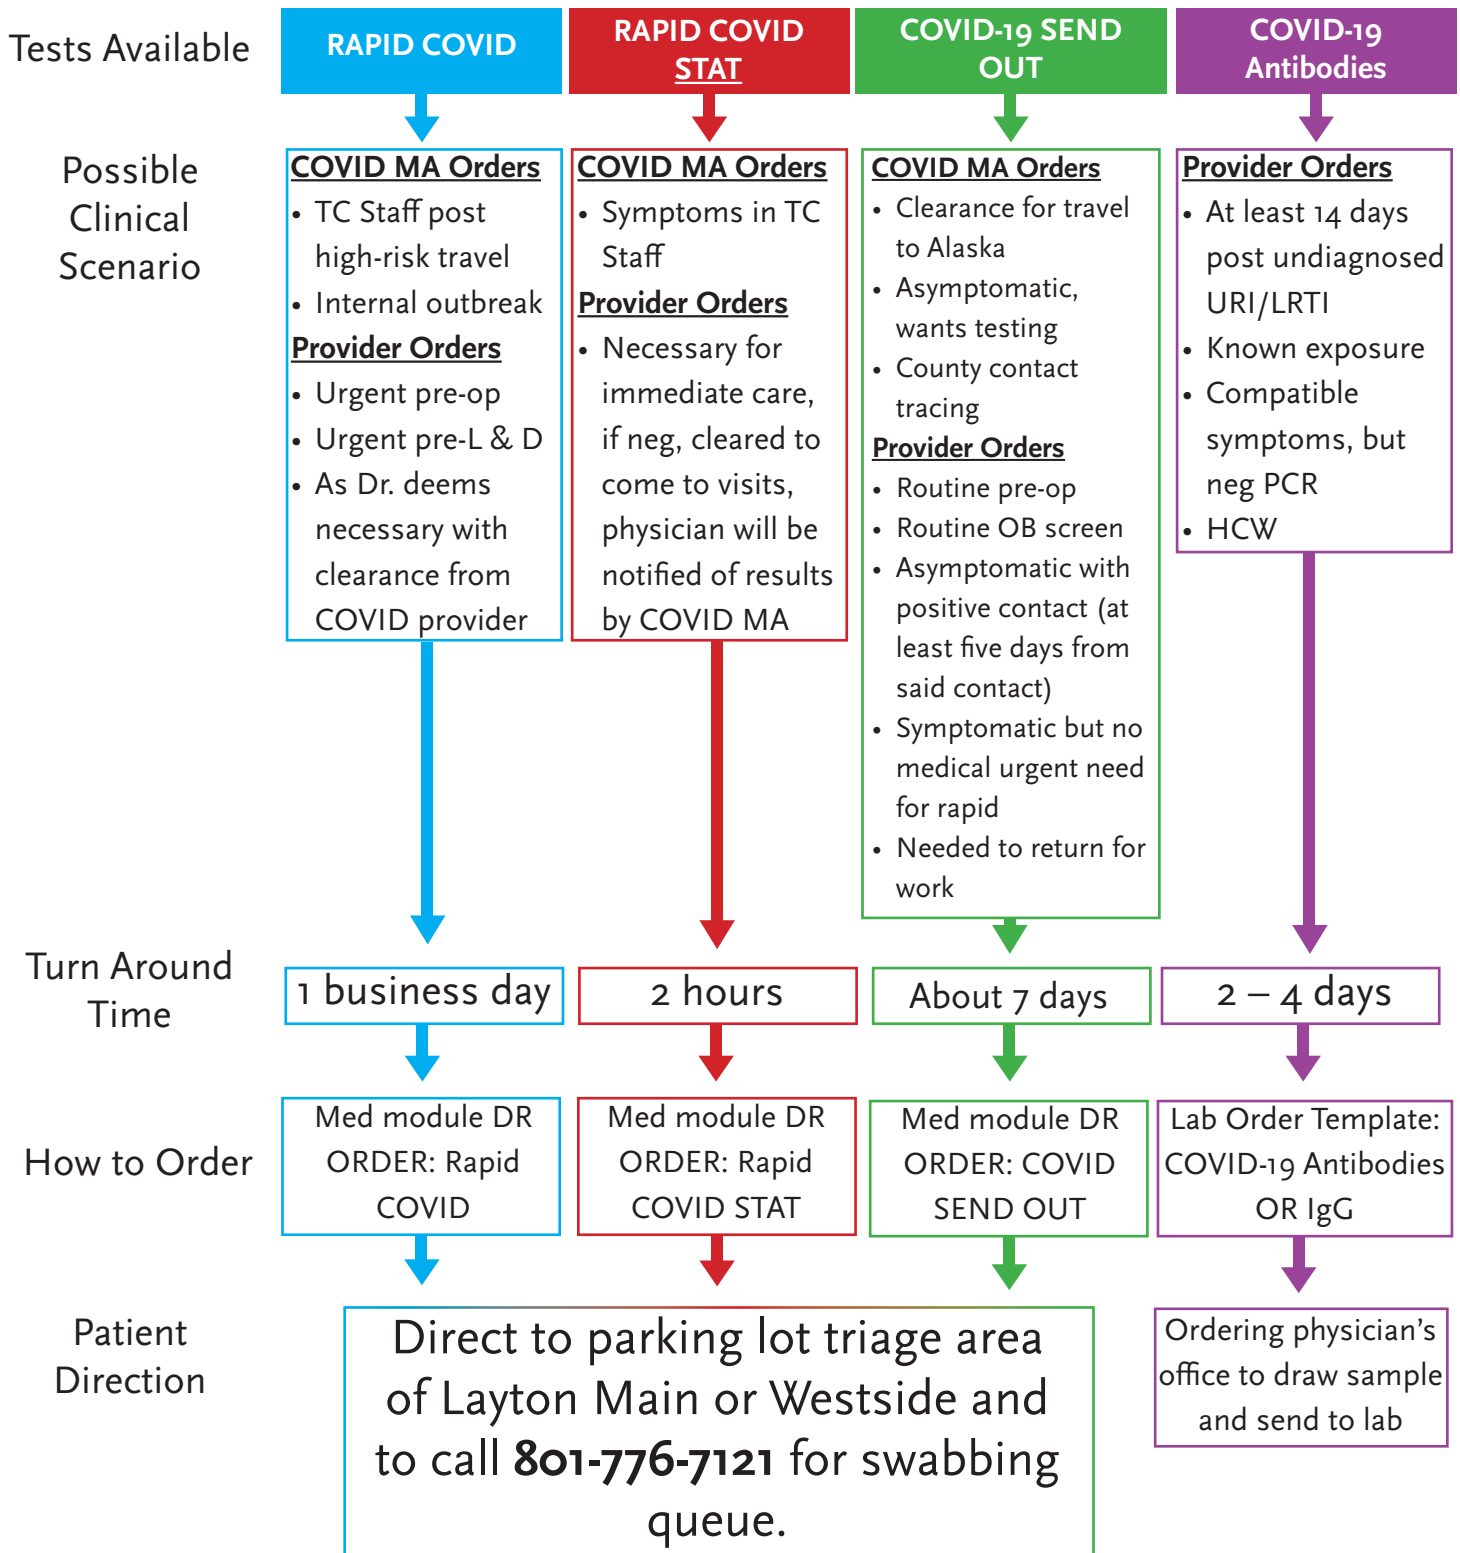 Tests Available
RAPID COVID
RAPID COVID
STAT
COVID-19 SEND
OUT
COVID-19
Antibodies
Possible
Clinical
Scenario
COVID MA Orders
• TC Staff post
high-risk travel
• Internal outbreak
Provider Orders
• Urgent pre-op
• Urgent pre-L & D
• As Dr. deems
necessary with
clearance from
COVID provider
COVID MA Orders
• Symptoms in TC
Staff
Provider Orders
• Necessary for
immediate care,
if neg, cleared to
come to visits,
physician will be
notified of results
by COVID MA
COVID MA Orders
• Clearance for travel
to Alaska
• Asymptomatic,
wants testing
• County contact
tracing
Provider Orders
• Routine pre-op
• Routine OB screen
• Asymptomatic with
positive contact (at
least five days from
said contact)
• Symptomatic but no
medical urgent need
for rapid
• Needed to return for
work
Provider Orders
• At least 14 days
post undiagnosed
URI/LRTI
• Known exposure
• Compatible
symptoms, but
neg PCR
• HCW
Turn Around
Time
1 business day
2 hours
About 7 days
2 – 4 days
How to Order
Med module DR
ORDER: Rapid
COVID
Med module DR
ORDER: Rapid
COVID STAT
Med module DR
ORDER: COVID
SEND OUT
Lab Order Template:
COVID-19 Antibodies
OR IgG
Patient
Direction
Direct to parking lot triage area
of Layton Main or Westside and
to call 801-776-7121 for swabbing
queue.
Ordering physician’s
office to draw sample
and send to lab